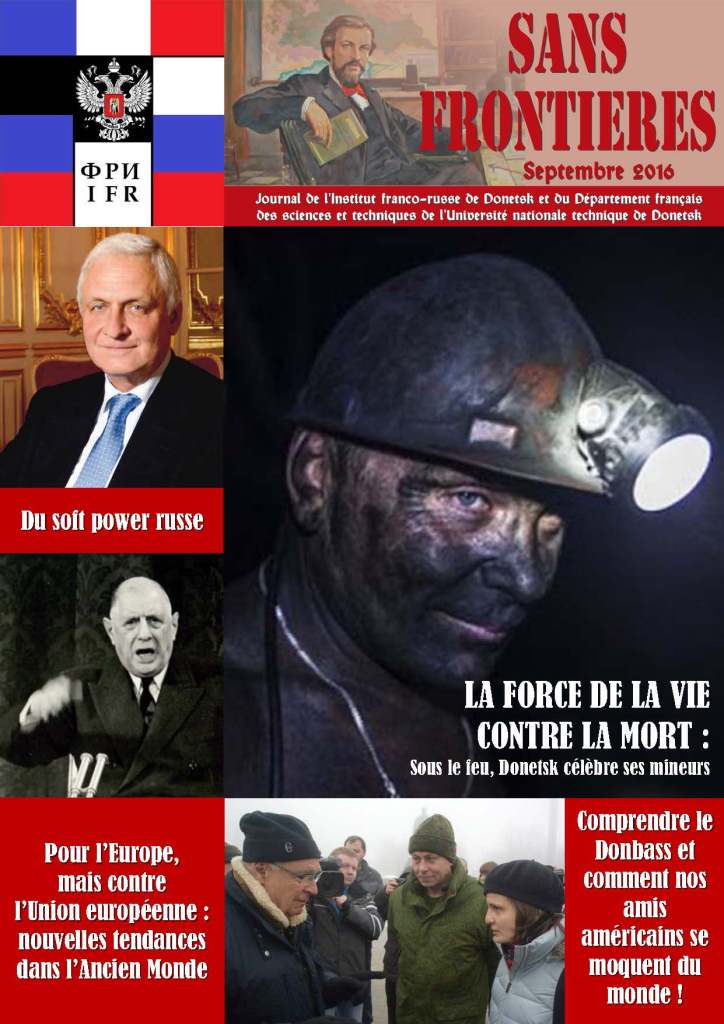 ФРИ
IFR
SANS
FRONTIERES
Septembre 2016
Journal de l'Institut franco-russe de Donetsk et du Département français
des sciences et techniques de l'Université nationale technique de Donetsk
Du soft power russe
LA FORCE DE LA VIE
CONTRE LA MORT :
Sous le feu, Donetsk célèbre ses mineurs
Pour l'Europe,
mais contre
l'Union européenne :
nouvelles tendances
dans l'Ancien Monde
Comprendre le
Donbass et
comment nos
amis
américains se
moquent du
monde !